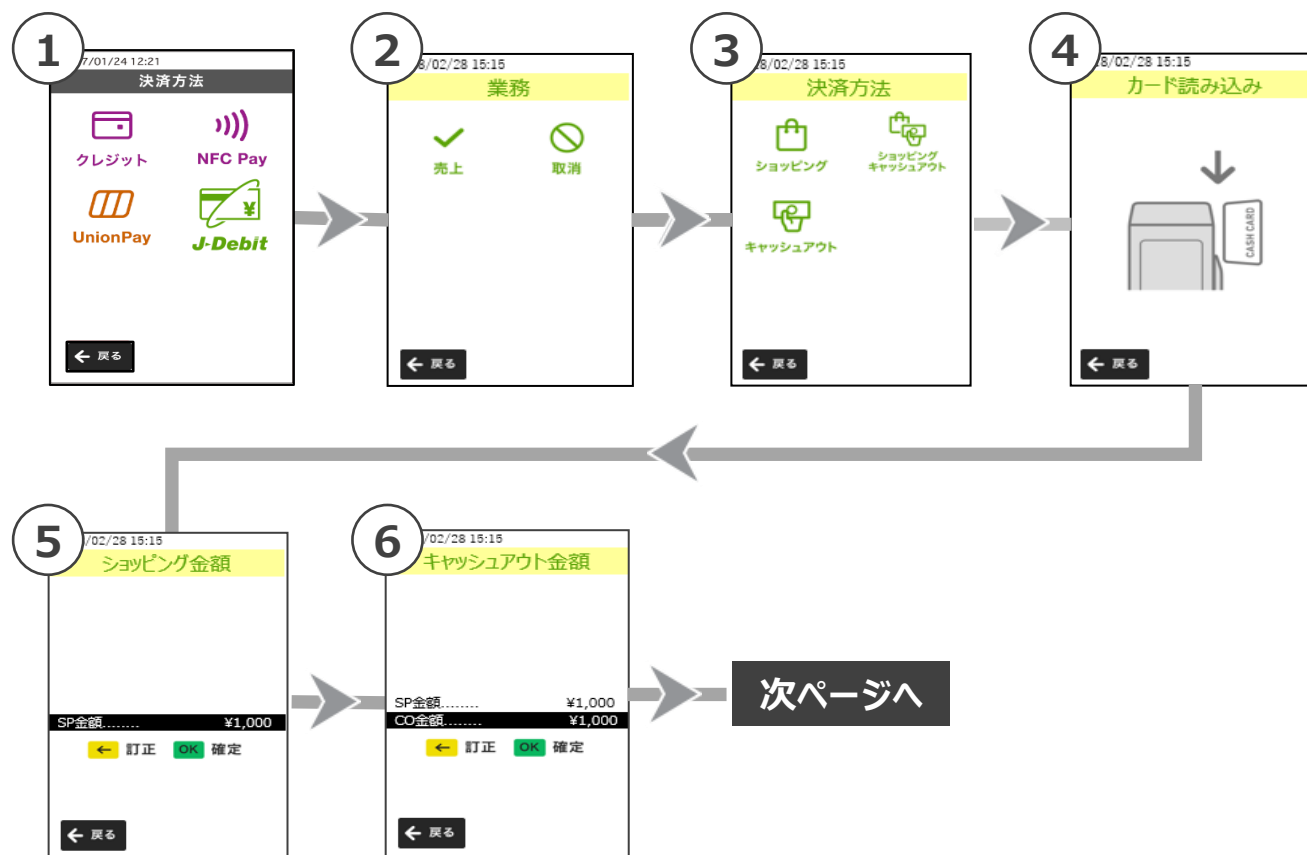 1
7/01/24 12:21
決済方法
クレジット
NFC Pay
UnionPay
¥
J-Debit
← 戻る
2
8/02/28 15:15
業務
売上
取消
← 戻る
3
8/02/28 15:15
決済方法
ショッピング
ショッピング
キャッシュアウト
キャッシュアウト
← 戻る
4
8/02/28 15:15
カード読み込み
CASH CARD
← 戻る
5
/02/28 15:15
ショッピング金額
SP金額........ ¥1,000
← 訂正 OK 確定
← 戻る
6
/02/28 15:15
キャッシュアウト金額
SP金額........ ¥1,000
CO金額........ ¥1,000
← 訂正 OK 確定
← 戻る
次ページへ